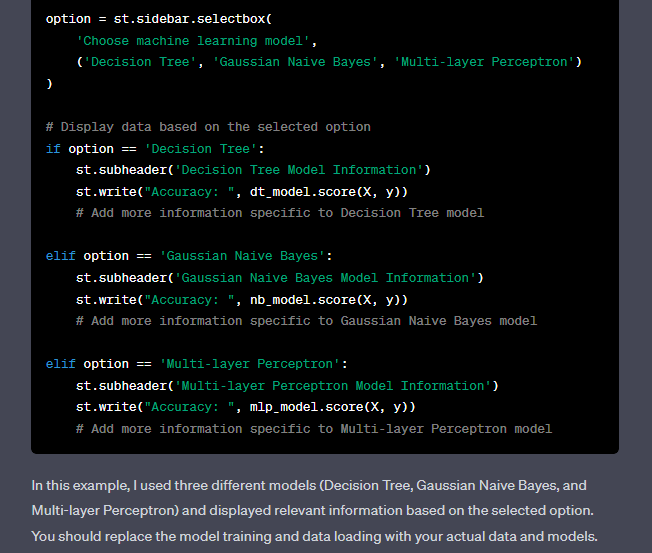 option = st.sidebar.selectbox(
    'Choose machine learning model',
    ('Decision Tree', 'Gaussian Naive Bayes', 'Multi-layer Perceptron')
)
# Display data based on the selected option
if option == 'Decision Tree':
    st.subheader('Decision Tree Model Information')
    st.write("Accuracy: ", dt_model.score(X, y))
    # Add more information specific to Decision Tree model
elif option == 'Gaussian Naive Bayes':
    st.subheader('Gaussian Naive Bayes Model Information')
    st.write("Accuracy: ", nb_model.score(X, y))
    # Add more information specific to Gaussian Naive Bayes model
elif option == 'Multi-layer Perceptron':
    st.subheader('Multi-layer Perceptron Model Information')
    st.write("Accuracy: ", mlp_model.score(X, y))
    # Add more information specific to Multi-layer Perceptron model
In this example, I used three different models (Decision Tree, Gaussian Naive Bayes, and
Multi-layer Perceptron) and displayed relevant information based on the selected option.
You should replace the model training and data loading with your actual data and models.